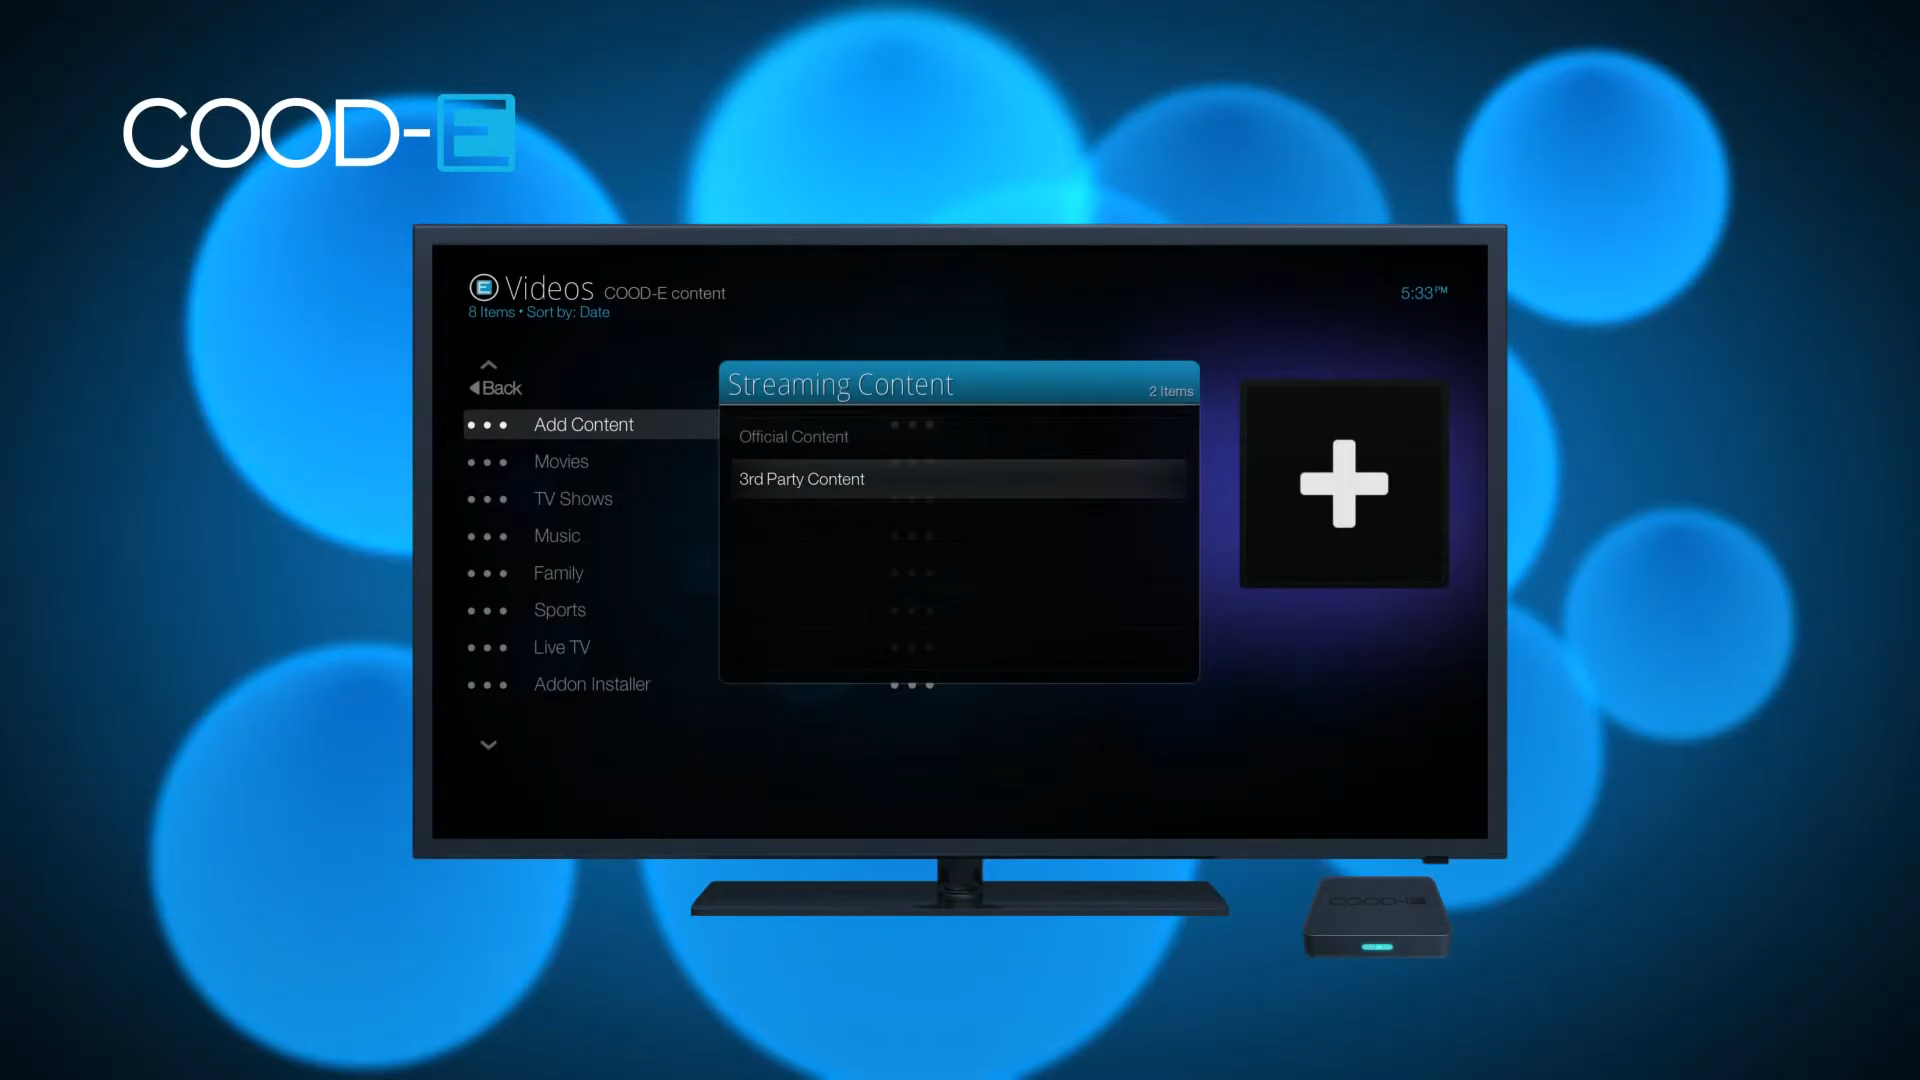 COOD-E
Videos COOD-E content
5:33PM
8 Items • Sort by: Date
Back
Add Content
Movies
TV Shows
Music
Family
Sports
Live TV
Addon Installer
Streaming Content
2 Items
Official Content
3rd Party Content
COOD-E